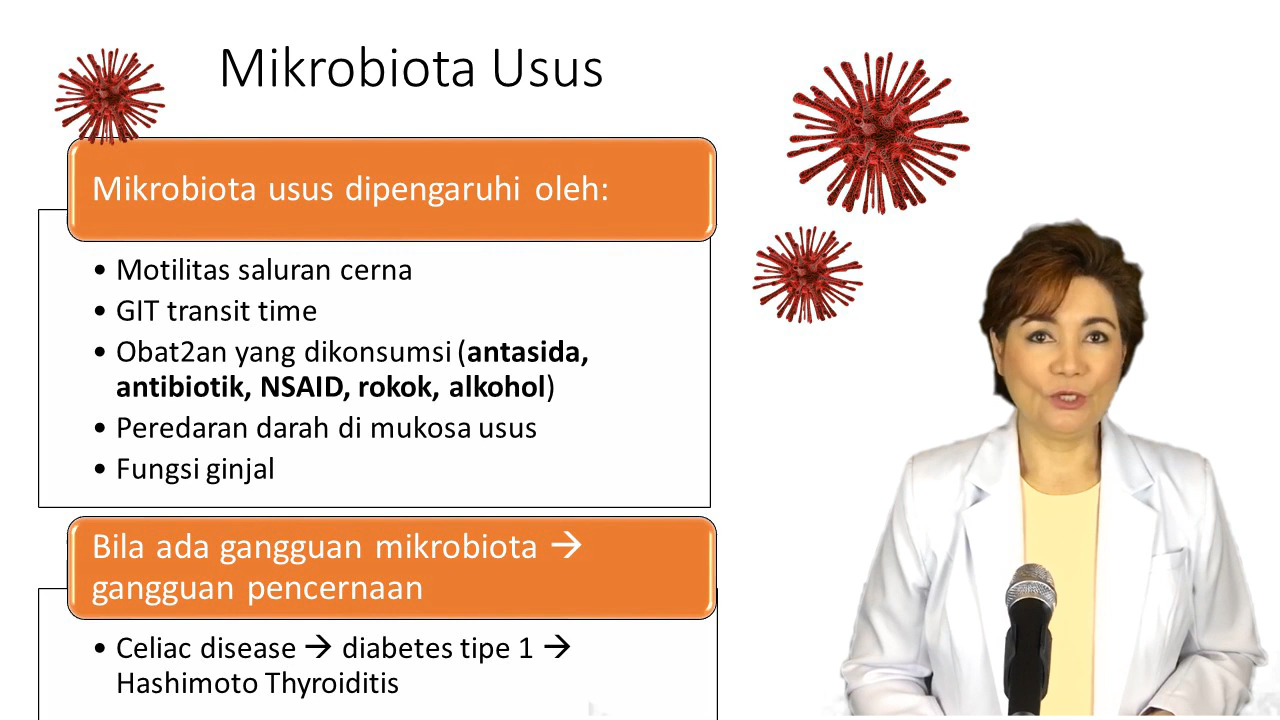 Mikrobiota Usus
Mikrobiota usus dipengaruhi oleh:
• Motilitas saluran cerna
• GIT transit time
• Obat2an yang dikonsumsi (antasida,
antibiotik, NSAID, rokok, alkohol)
• Peredaran darah di mukosa usus
• Fungsi ginjal
Bila ada gangguan mikrobiota →
gangguan pencernaan
• Celiac disease → diabetes tipe 1 →
Hashimoto Thyroiditis